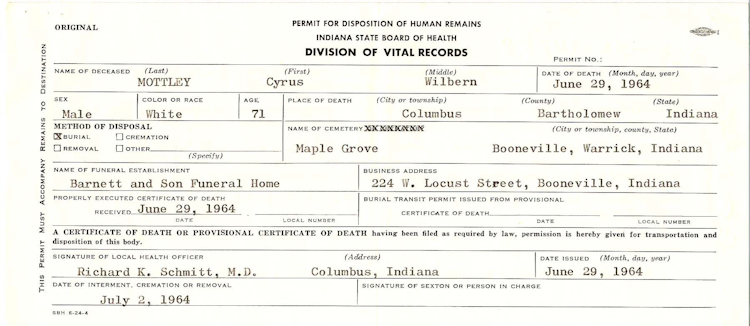 ORIGINAL
PERMIT FOR DISPOSITION OF HUMAN REMAINS
INDIANA STATE BOARD OF HEALTH
DIVISION OF VITAL RECORDS
PERMIT NO.:
THIS PERMIT MUST ACCOMPANY REMAINS TO DESTINATION
NAME OF DECEASED (Last) (First) (Middle) DATE OF DEATH (Month, day, year)
MOTTLEY Cyrus Wilbern June 29, 1964
SEX COLOR OR RACE AGE PLACE OF DEATH (City or township) (County) (State)
Male White 71 Columbus Bartholomew Indiana
METHOD OF DISPOSAL NAME OF CEMETERY XXXXXXXX (City or township, county, State)
X BURIAL CREMATION
REMOVAL OTHER Maple Grove Booneville, Warrick, Indiana
(Specify)
NAME OF FUNERAL ESTABLISHMENT BUSINESS ADDRESS
Barnett and Son Funeral Home 224 W. Locust Street, Booneville, Indiana
PROPERLY EXECUTED CERTIFICATE OF DEATH BURIAL TRANSIT PERMIT ISSUED FROM PROVISIONAL
RECEIVED June 29, 1964 CERTIFICATE OF DEATH
DATE LOCAL NUMBER DATE LOCAL NUMBER
A CERTIFICATE OF DEATH OR PROVISIONAL CERTIFICATE OF DEATH having been filed as required by law, permission is hereby given for transportation and
disposition of this body.
SIGNATURE OF LOCAL HEALTH OFFICER (Address) DATE ISSUED (Month, day, year)
Richard K. Schmitt, M.D. Columbus, Indiana June 29, 1964
DATE OF INTERMENT, CREMATION OR REMOVAL SIGNATURE OF SEXTON OR PERSON IN CHARGE
July 2, 1964
SBH 6-24-4